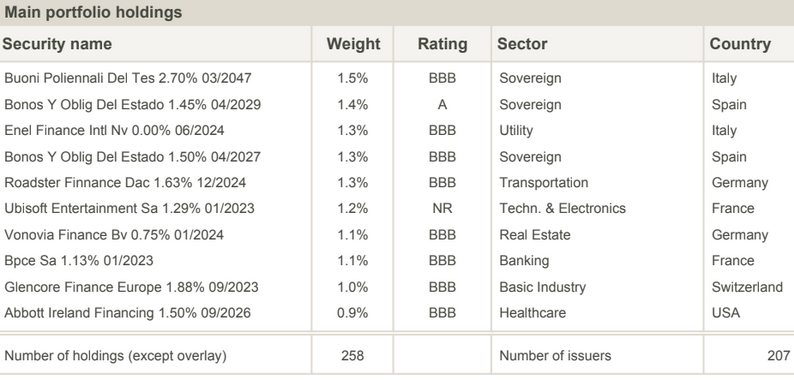 Main portfolio holdings
Security name Weight Rating Sector Country
Buoni Poliennali Del Tes 2.70% 03/2047 1.5% BBB Sovereign Italy
Bonos Y Oblig Del Estado 1.45% 04/2029 1.4% A Sovereign Spain
Enel Finance Intl Nv 0.00% 06/2024 1.3% BBB Utility Italy
Bonos Y Oblig Del Estado 1.50% 04/2027 1.3% BBB Sovereign Spain
Roadster Finnance Dac 1.63% 12/2024 1.3% BBB Transportation Germany
Ubisoft Entertainment Sa 1.29% 01/2023 1.2% NR Techn. & Electronics France
Vonovia Finance Bv 0.75% 01/2024 1.1% BBB Real Estate Germany
Bpce Sa 1.13% 01/2023 1.1% BBB Banking France
Glencore Finance Europe 1.88% 09/2023 1.0% BBB Basic Industry Switzerland
Abbott Ireland Financing 1.50% 09/2026 0.9% BBB Healthcare USA
Number of holdings (except overlay) 258 Number of issuers 207